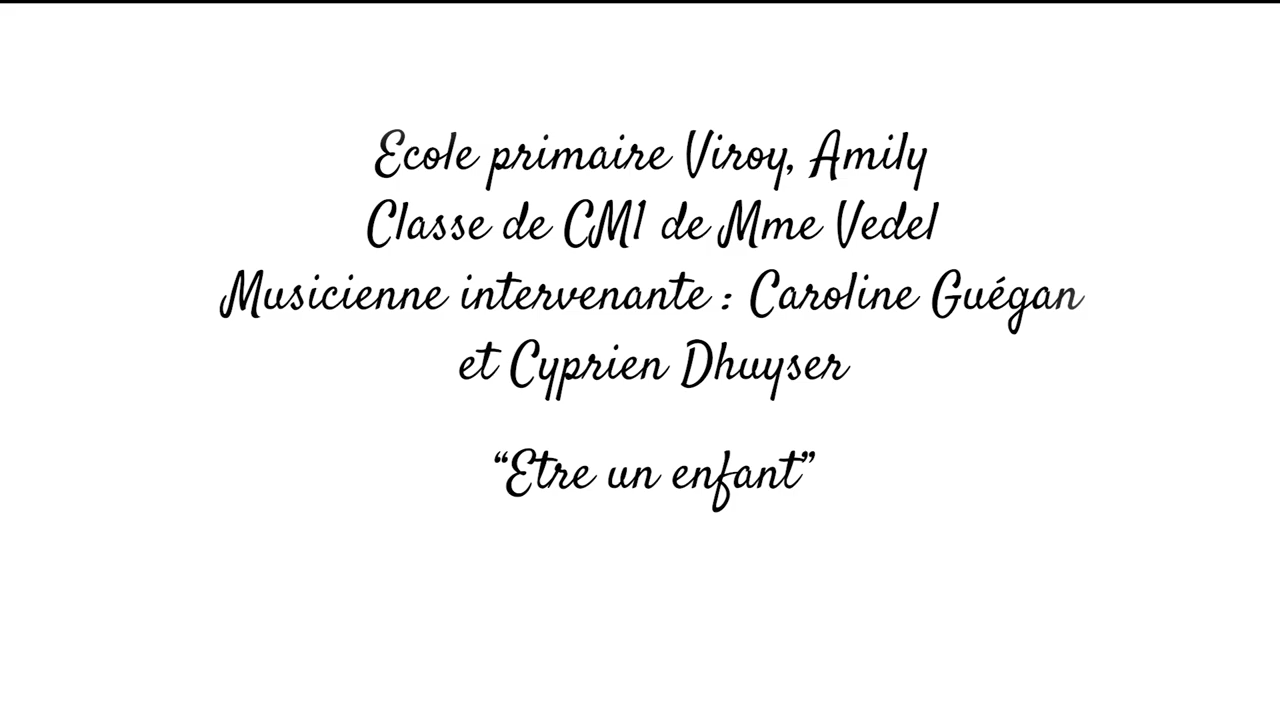 Ecole primaire Viroy, Amily
Classe de CM1 de Mme Vedel
Musicienne intervenante : Caroline Guégan
et Cyprien Dhuyser
“Etre un enfant”